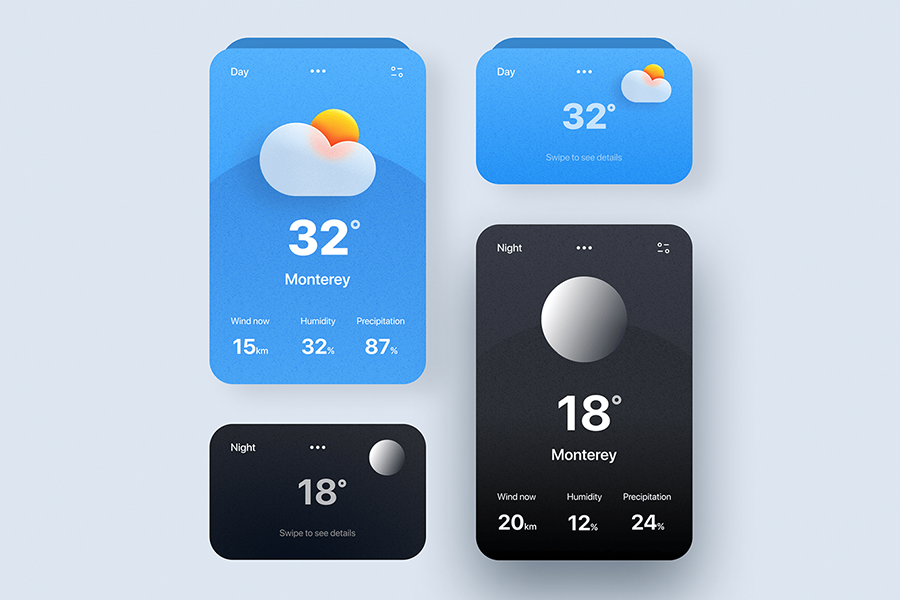 Day
32°
Monterey
Wind now Humidity Precipitation
15km 32% 87%
Day
32°
Swipe to see details
Night
18°
Swipe to see details
Night
18°
Monterey
Wind now Humidity Precipitation
20km 12% 24%